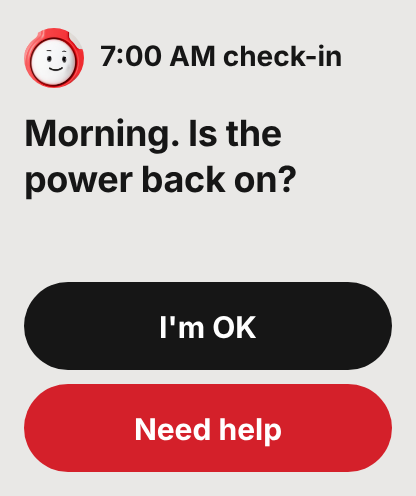 7:00 AM check-in
Morning. Is the
power back on?
I'm OK
Need help